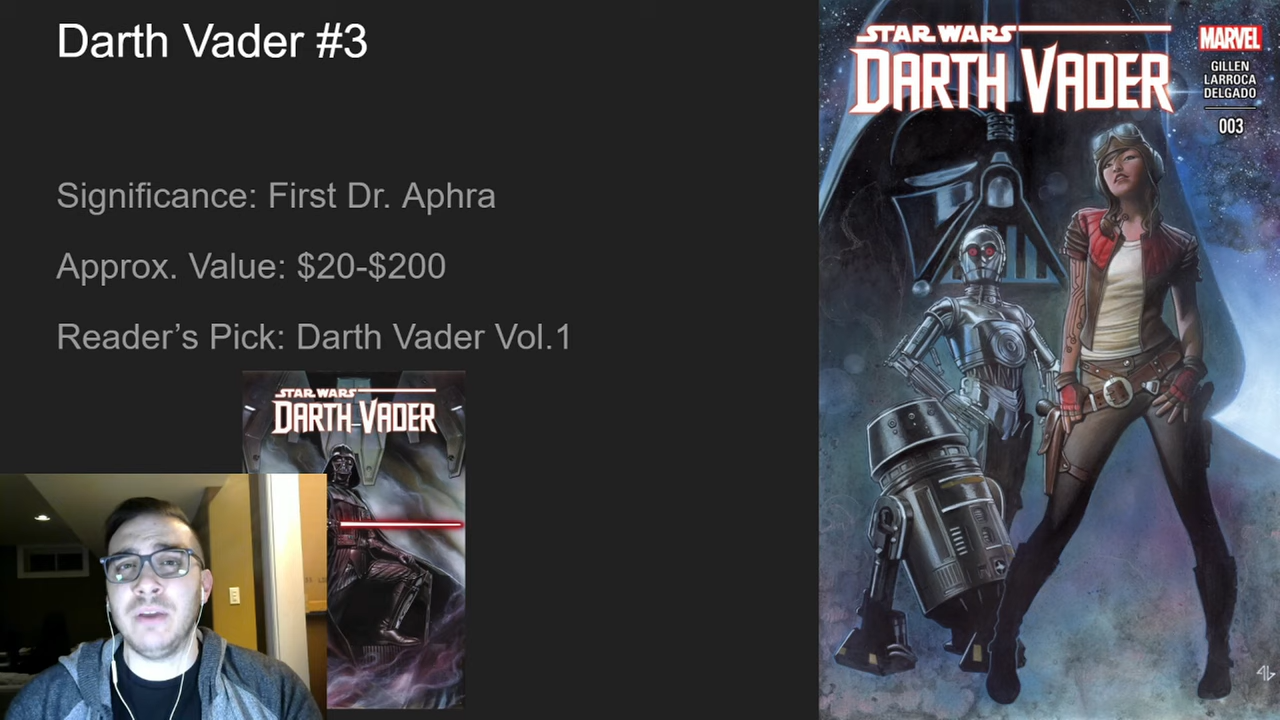 Darth Vader #3
Significance: First Dr. Aphra
Approx. Value: $20-$200
Reader’s Pick: Darth Vader Vol.1
STAR WARS
DARTH VADER
STAR WARS
DARTH VADER
MARVEL
GILLEN
LARROCA
DELGADO
003